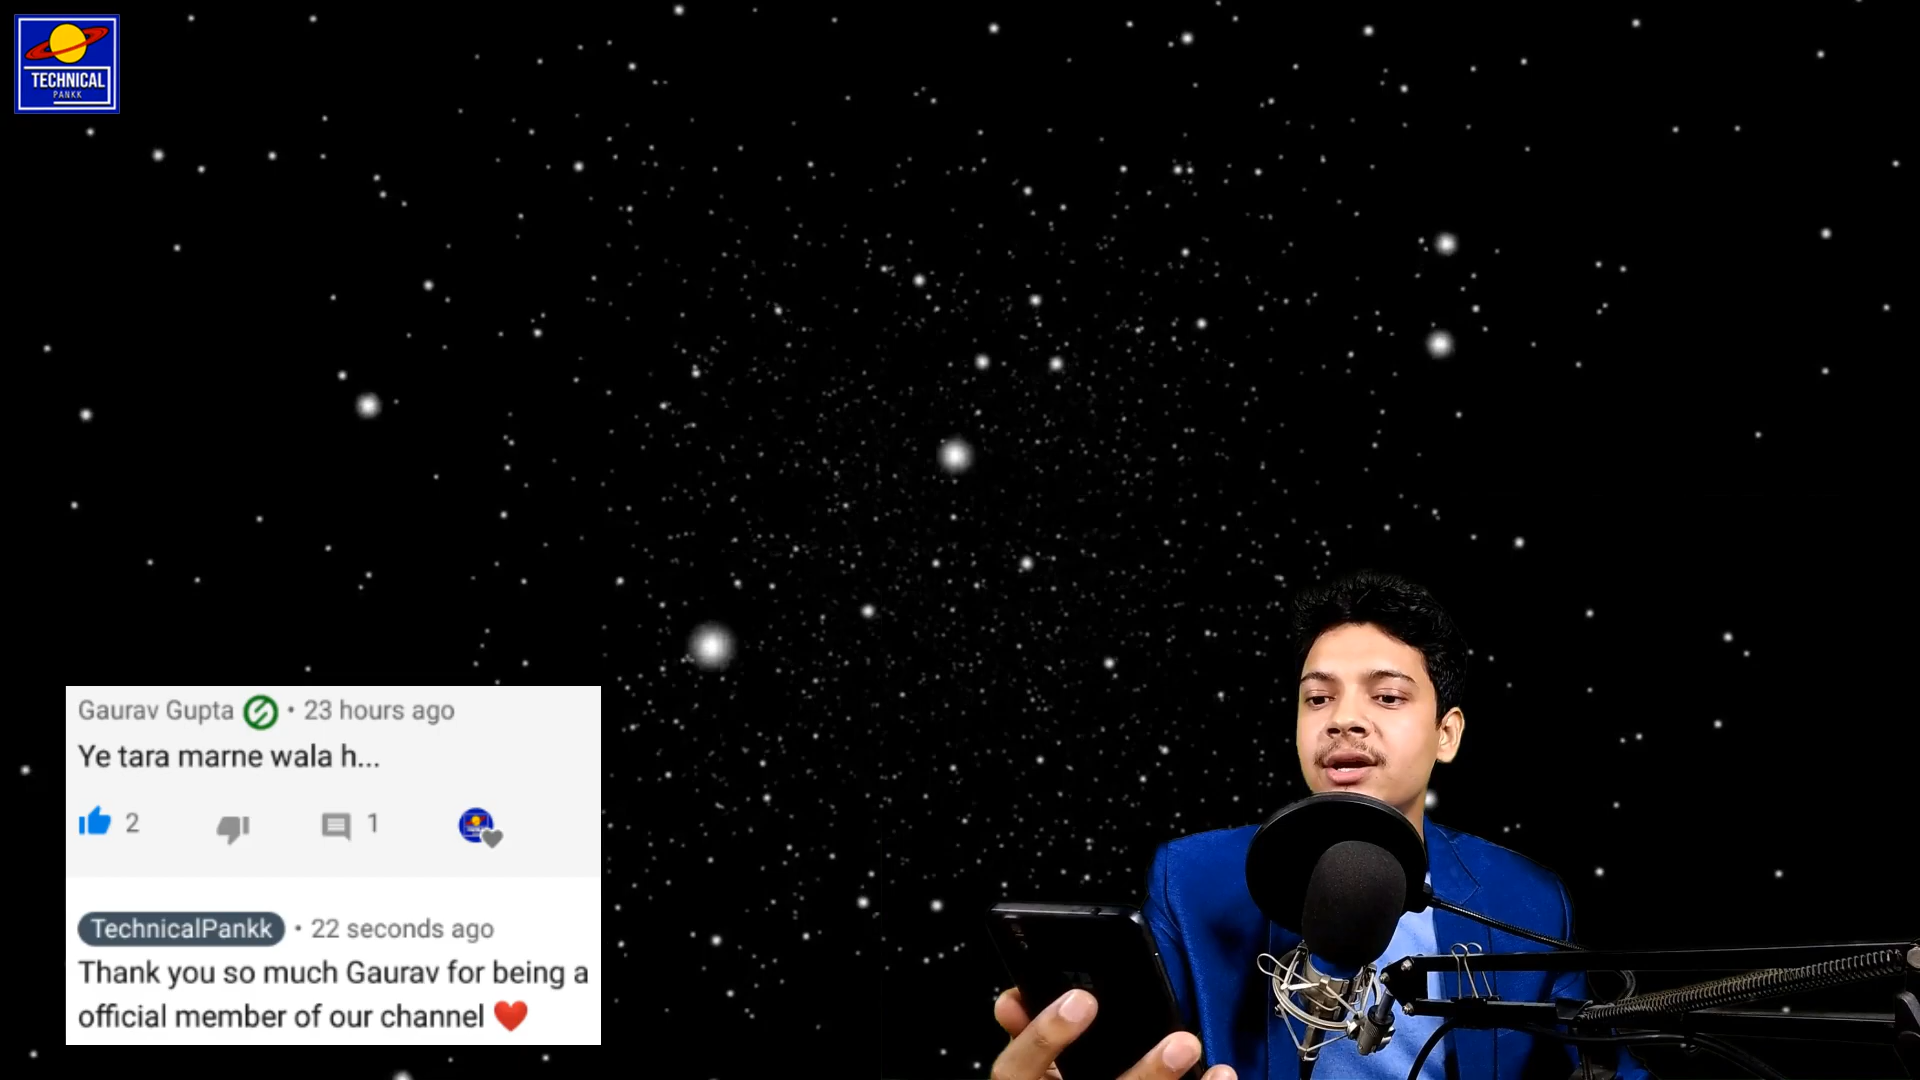 TECHNICAL
PANKK
Gaurav Gupta • 23 hours ago
Ye tara marne wala h...
2
1
TechnicalPankk • 22 seconds ago
Thank you so much Gaurav for being a
official member of our channel ❤️